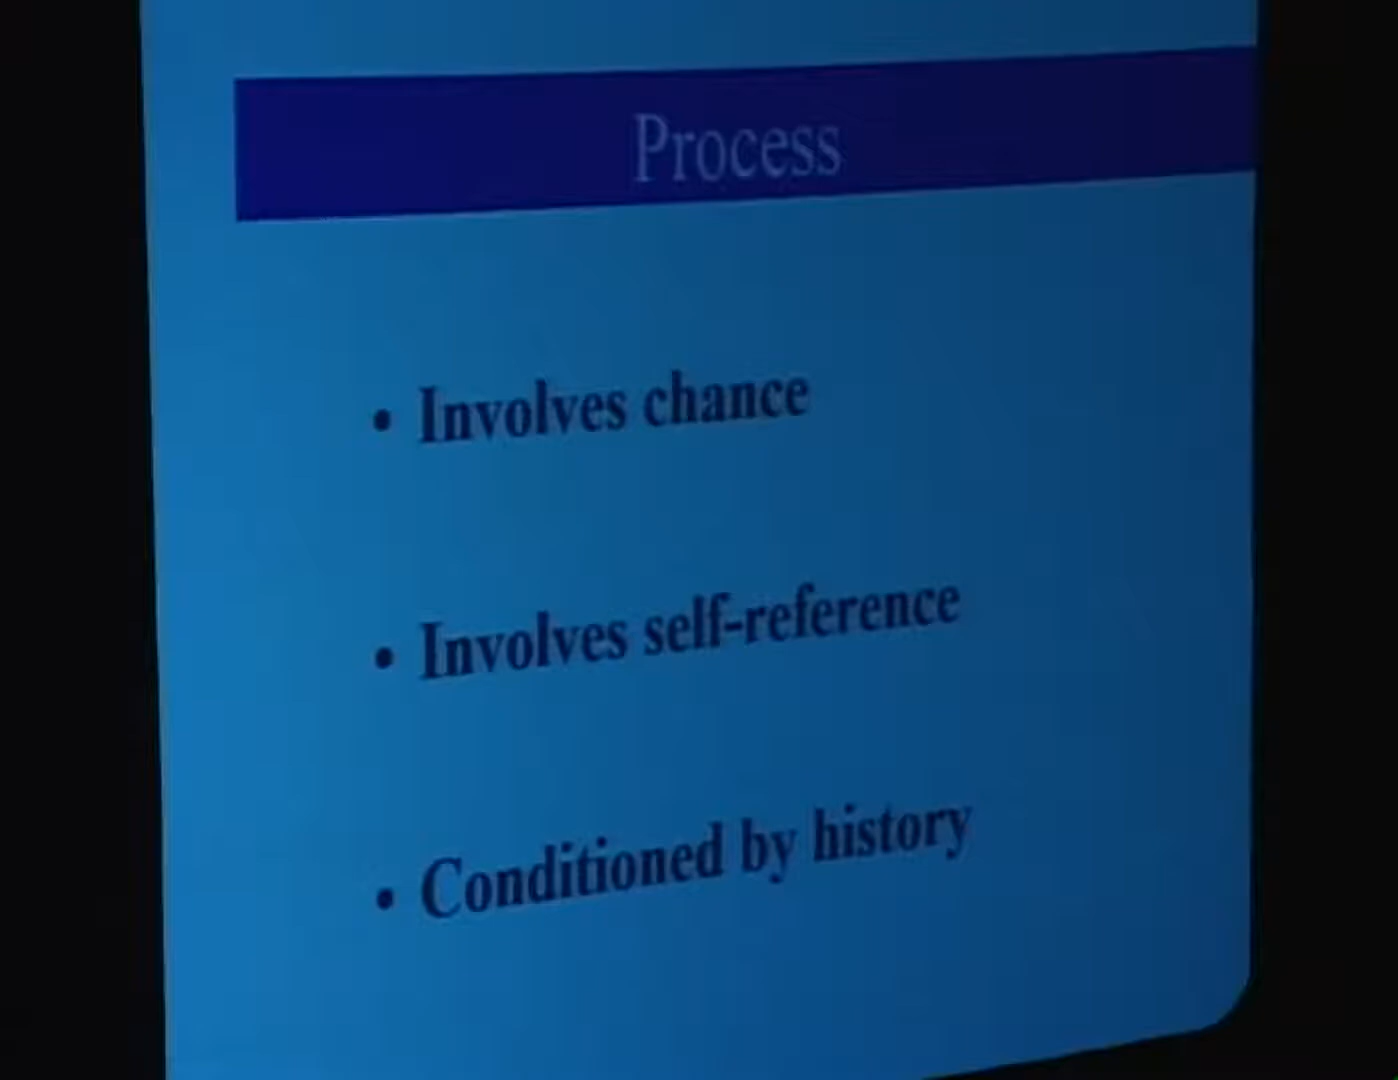 Process
• Involves chance
• Involves self-reference
• Conditioned by history